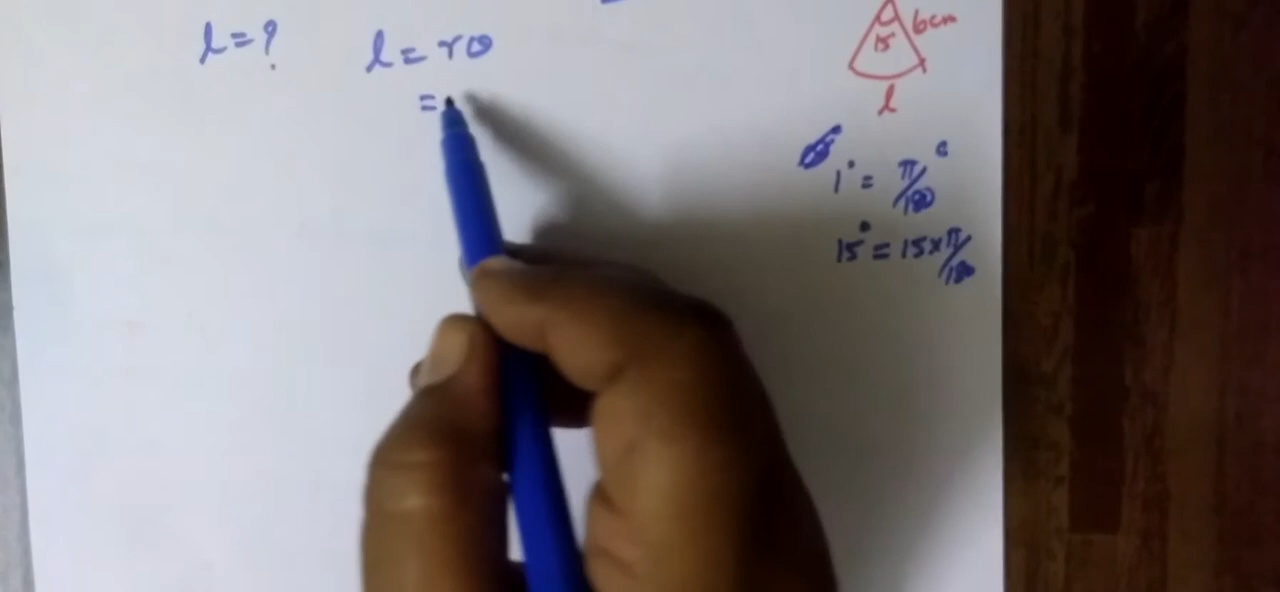 l = ? l = rθ
=
15 6cm
l
1° = π/180 c
15° = 15×π/180